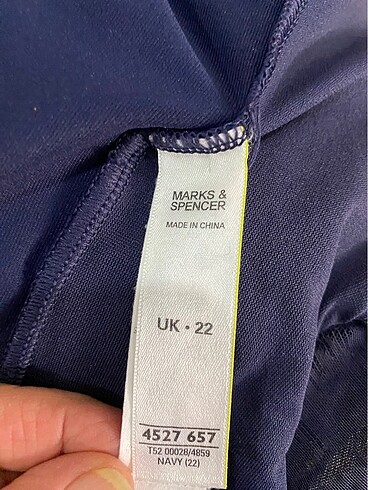 MARKS &
SPENCER
MADE IN CHINA
UK • 22
4527 657
T52 00028/4859
NAVY (22)